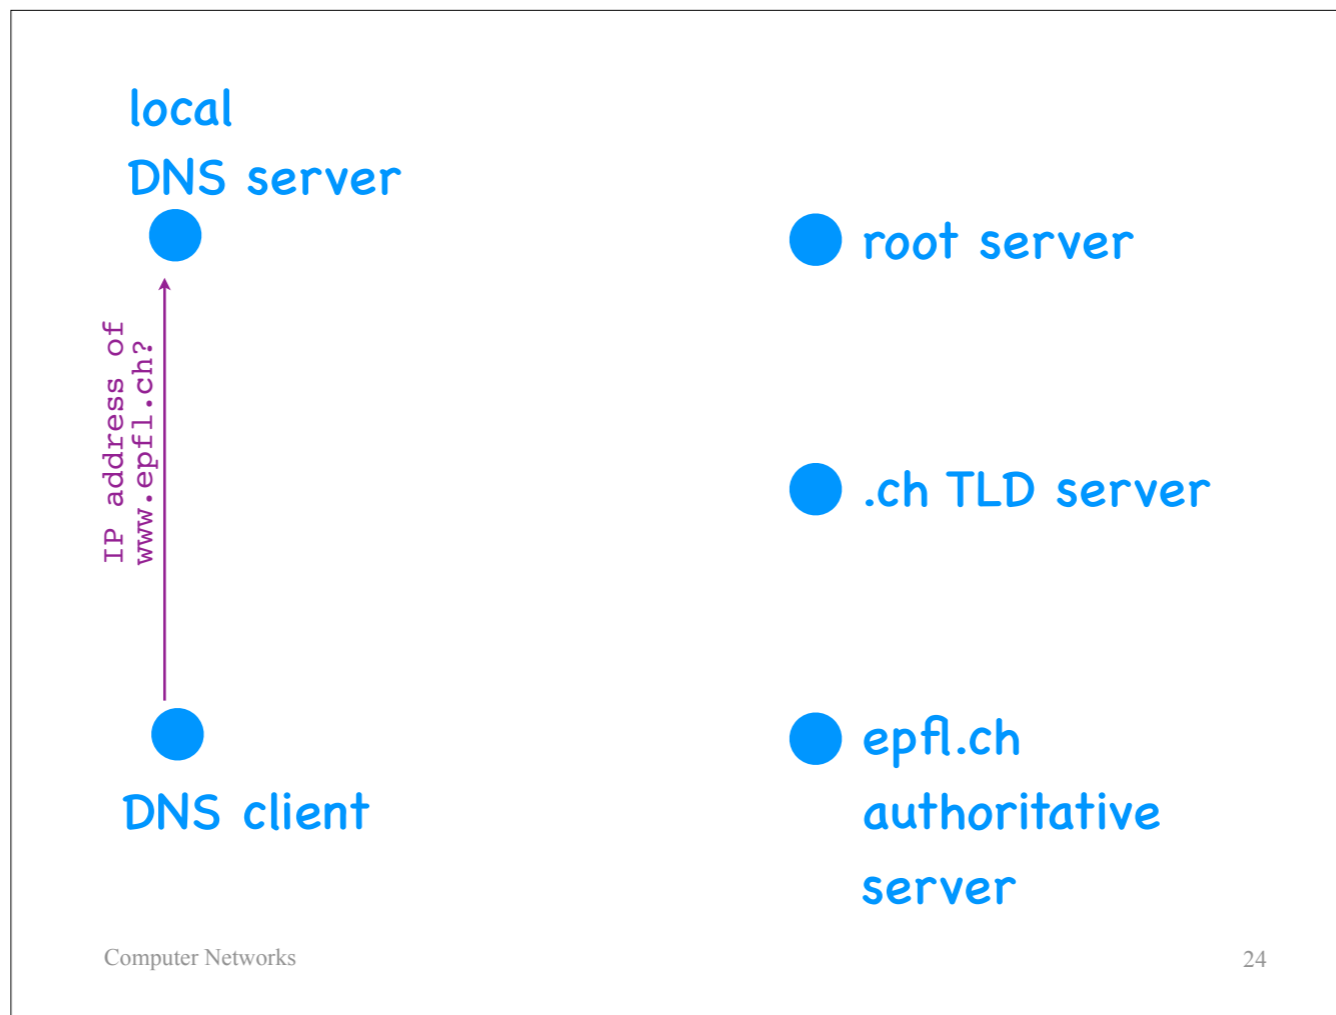 local
DNS server
root server
IP address of
www.epfl.ch?
.ch TLD server
DNS client
epfl.ch
authoritative
server
Computer Networks
24